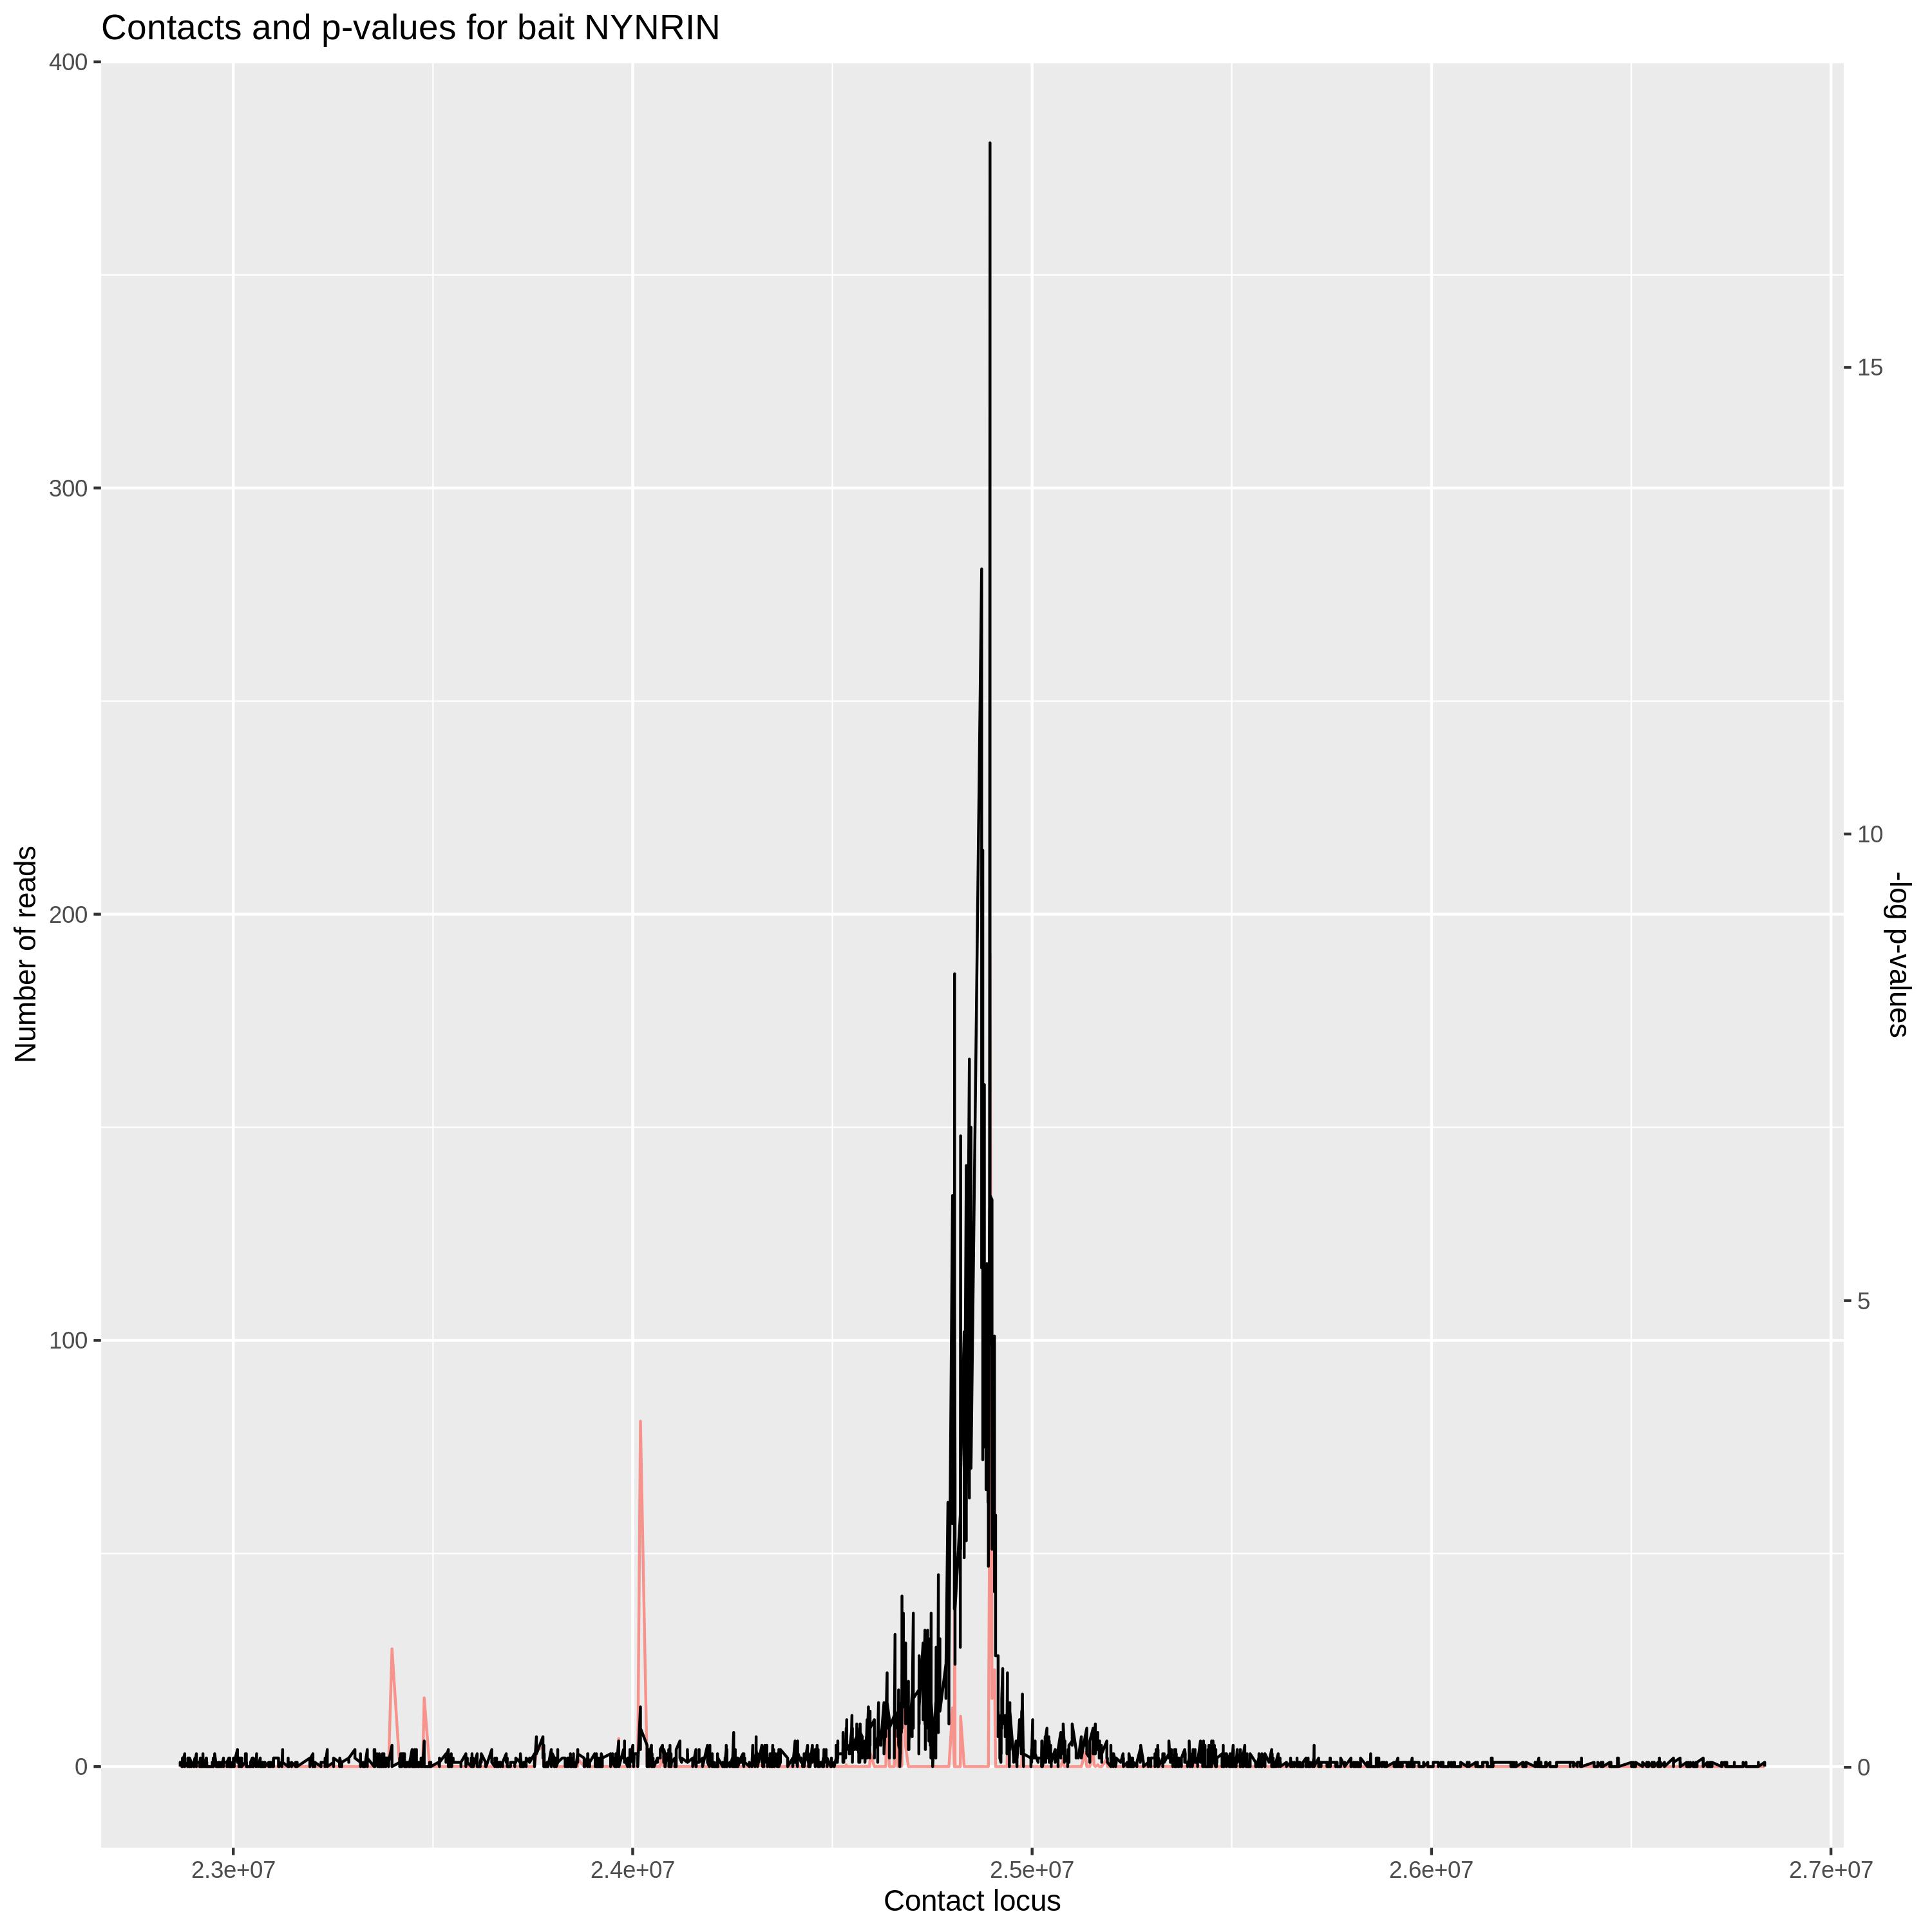 Contacts and p-values for bait NYNRIN
400
300
200
100
0
Number of reads
15
10
5
0
-log p-values
2.3e+07
2.4e+07
2.5e+07
2.6e+07
2.7e+07
Contact locus